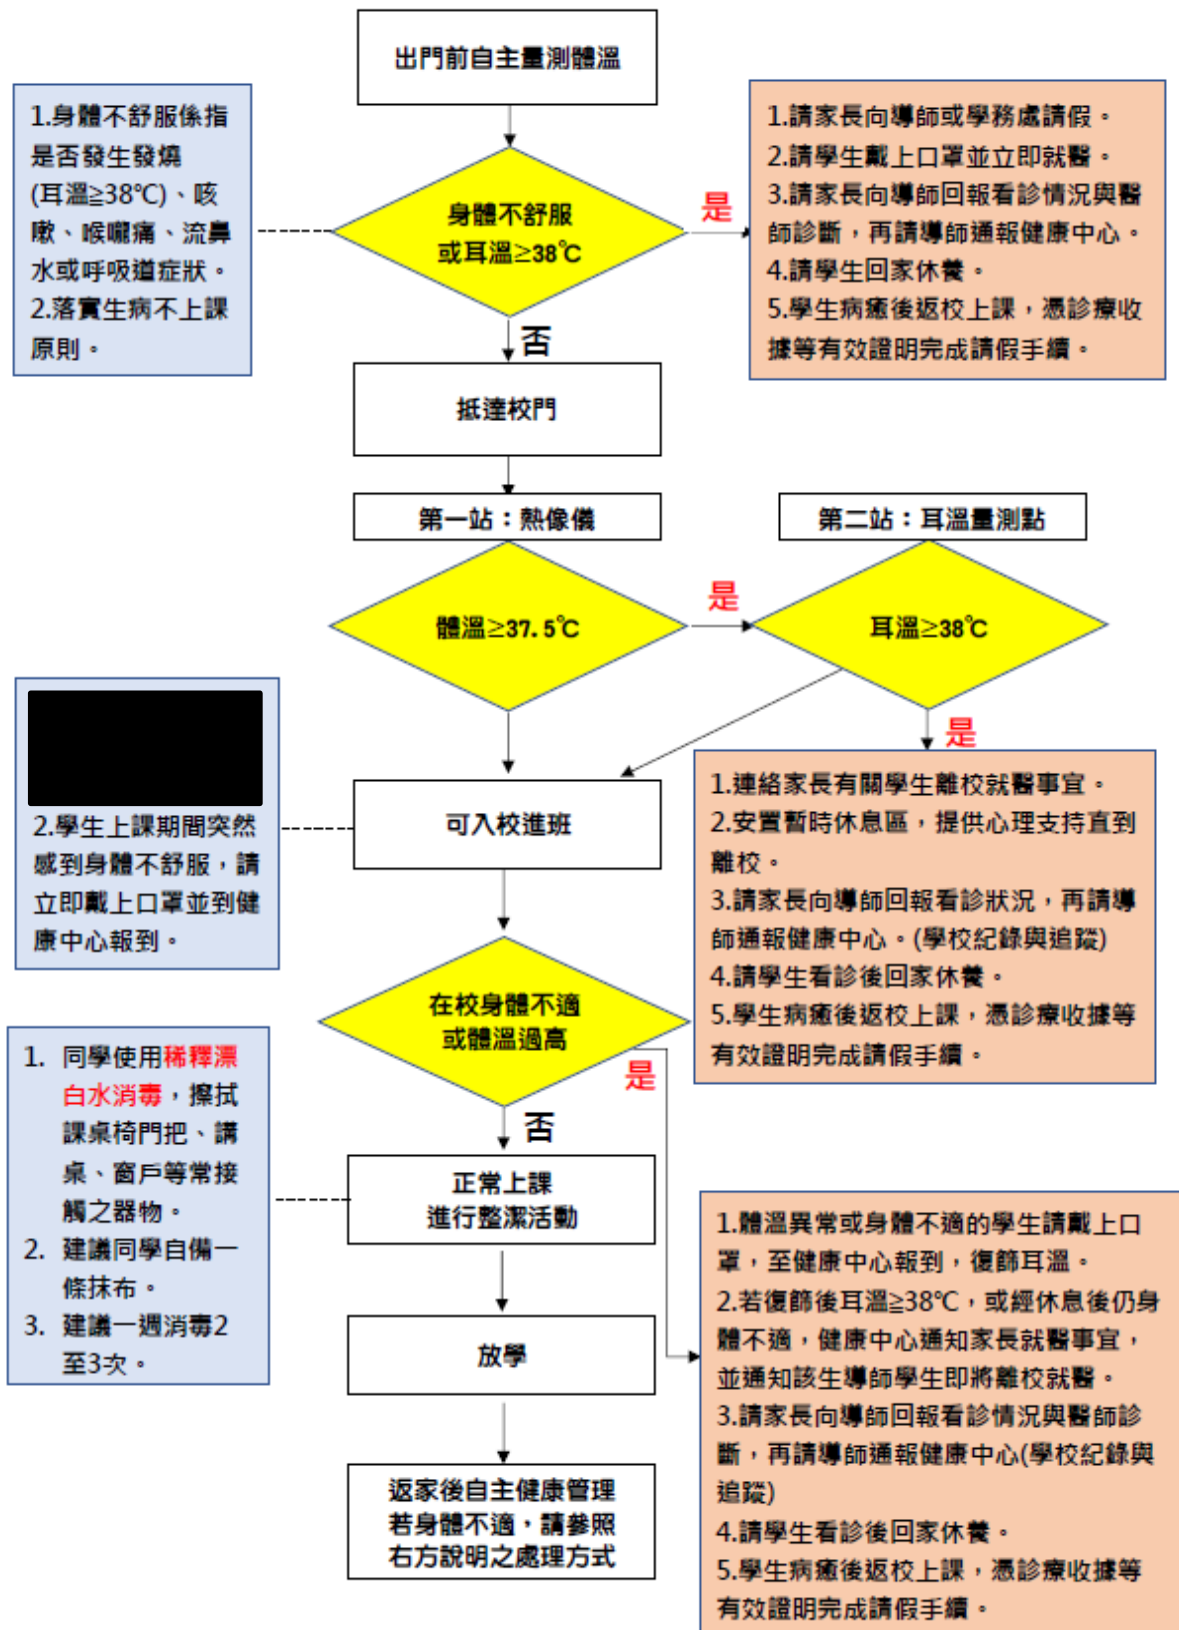 出門前自主量測體溫
1.身體不舒服係指
是否發生發燒
(耳溫≧38℃)、咳
嗽、喉嚨痛、流鼻
水或呼吸道症狀。
2.落實生病不上課
原則。
身體不舒服
或耳溫≥38℃
是
1.請家長向導師或學務處請假。
2.請學生戴上口罩並立即就醫。
3.請家長向導師回報看診情況與醫
師診斷，再請導師通報健康中心。
4.請學生回家休養。
5.學生病癒後返校上課，憑診療收
據等有效證明完成請假手續。
否
抵達校門
第一站：熱像儀
第二站：耳溫量測點
體溫≥37.5℃
是
耳溫≥38℃
是
2.學生上課期間突然
感到身體不舒服，請
立即戴上口罩並到健
康中心報到。
可入校進班
1.連絡家長有關學生離校就醫事宜。
2.安置暫時休息區，提供心理支持直到
離校。
3.請家長向導師回報看診狀況，再請導
師通報健康中心。(學校紀錄與追蹤)
4.請學生看診後回家休養。
5.學生病癒後返校上課，憑診療收據等
有效證明完成請假手續。
在校身體不適
或體溫過高
是
否
1. 同學使用稀釋漂
白水消毒，擦拭
課桌椅門把、講
桌、窗戶等常接
觸之器物。
2. 建議同學自備一
條抹布。
3. 建議一週消毒2
至3次。
正常上課
進行整潔活動
放學
返家後自主健康管理
若身體不適，請參照
右方說明之處理方式
1.體溫異常或身體不適的學生請戴上口
罩，至健康中心報到，復篩耳溫。
2.若復篩後耳溫≧38℃，或經休息後仍身
體不適，健康中心通知家長就醫事宜，
並通知該生導師學生即將離校就醫。
3.請家長向導師回報看診情況與醫師診
斷，再請導師通報健康中心(學校紀錄與
追蹤)
4.請學生看診後回家休養。
5.學生病癒後返校上課，憑診療收據等
有效證明完成請假手續。